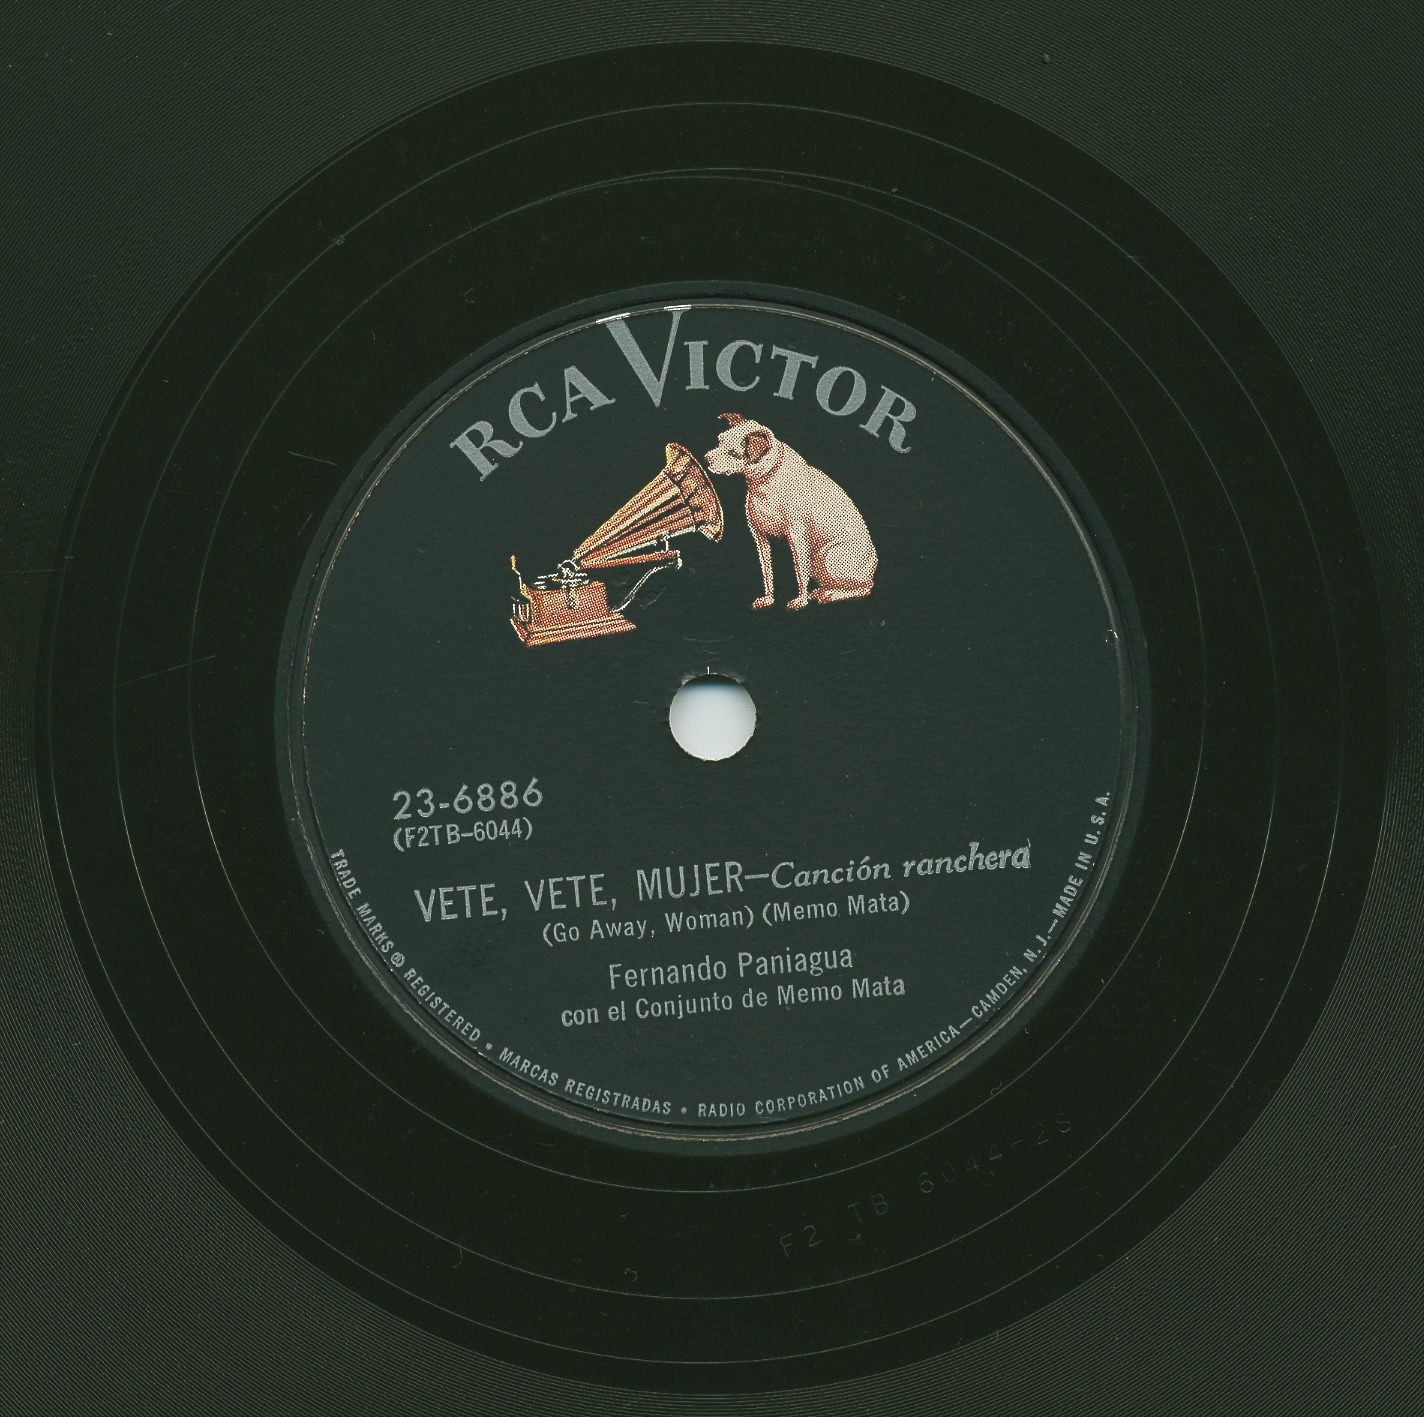 RCA VICTOR
23-6886
(F2TB-6044)
VETE, VETE, MUJER—Canción ranchera
(Go Away, Woman) (Memo Mata)
Fernando Paniagua
con el Conjunto de Memo Mata
TRADE MARKS ® REGISTERED • MARCAS REGISTRADAS • RADIO CORPORATION OF AMERICA—CAMDEN, N.J.—MADE IN U.S.A.
F2 TB 6044-2S